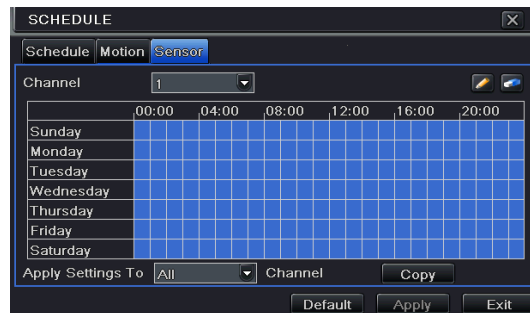 SCHEDULE
Schedule Motion Sensor
Channel 1
00:00 04:00 08:00 12:00 16:00 20:00
Sunday
Monday
Tuesday
Wednesday
Thursday
Friday
Saturday
Apply Settings To All Channel Copy
Default Apply Exit